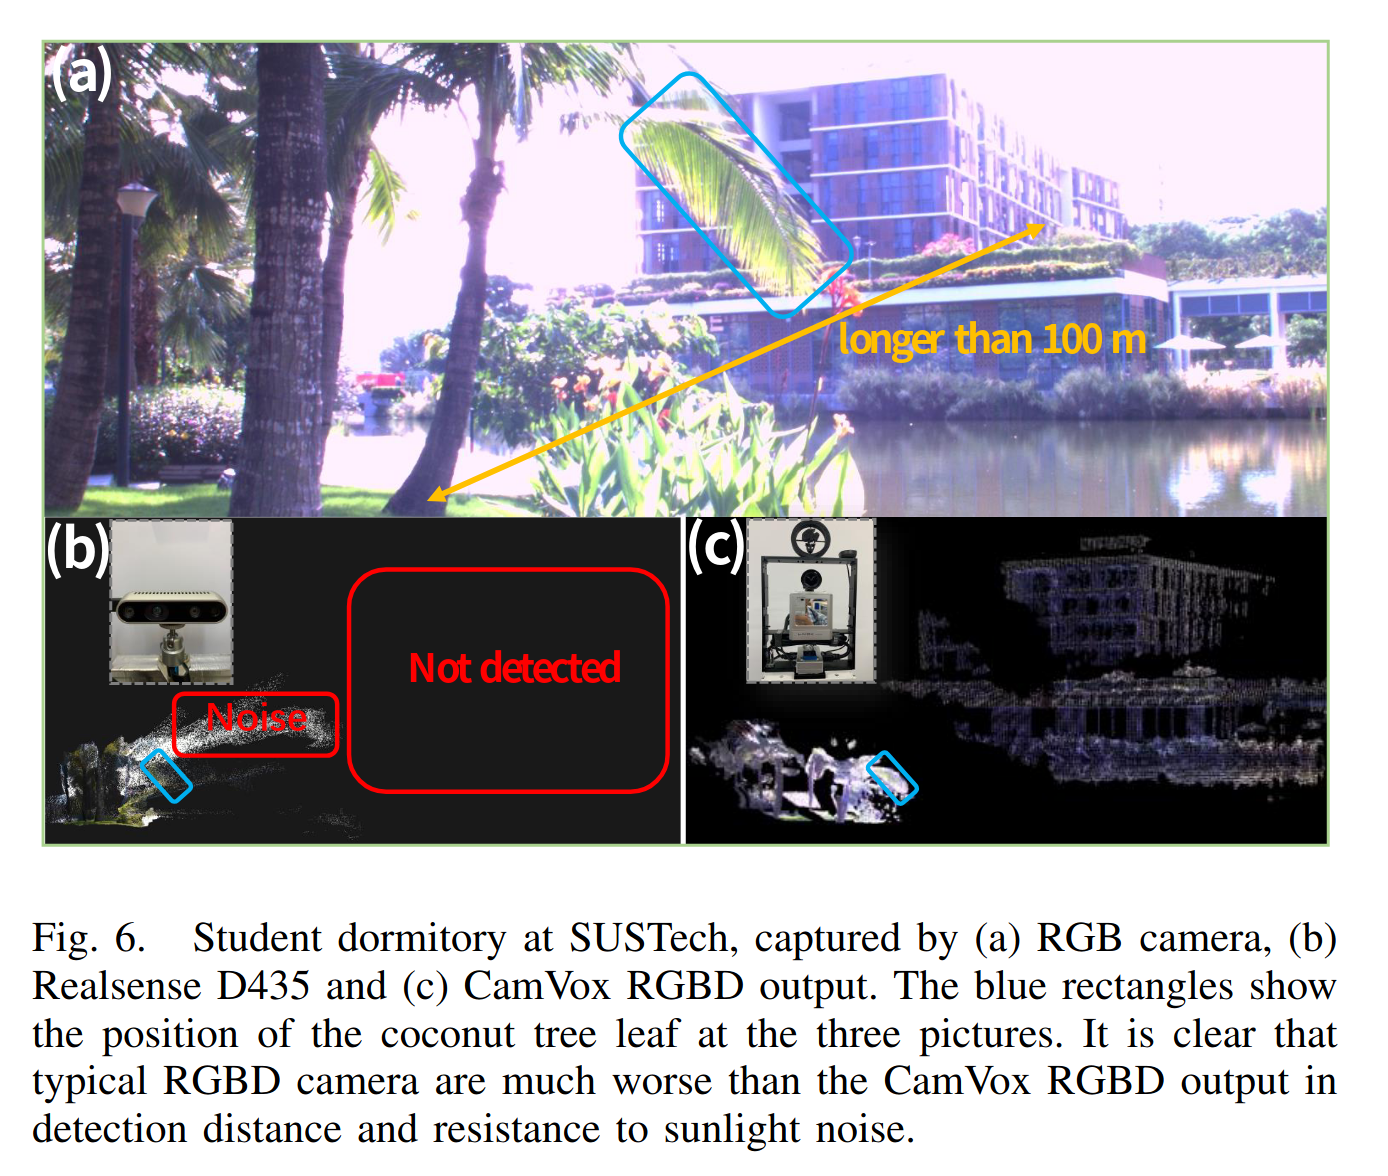 (a)
longer than 100 m
(b)
Noise
Not detected
(c)
Fig. 6. Student dormitory at SUSTech, captured by (a) RGB camera, (b)
Realsense D435 and (c) CamVox RGBD output. The blue rectangles show
the position of the coconut tree leaf at the three pictures. It is clear that
typical RGBD camera are much worse than the CamVox RGBD output in
detection distance and resistance to sunlight noise.